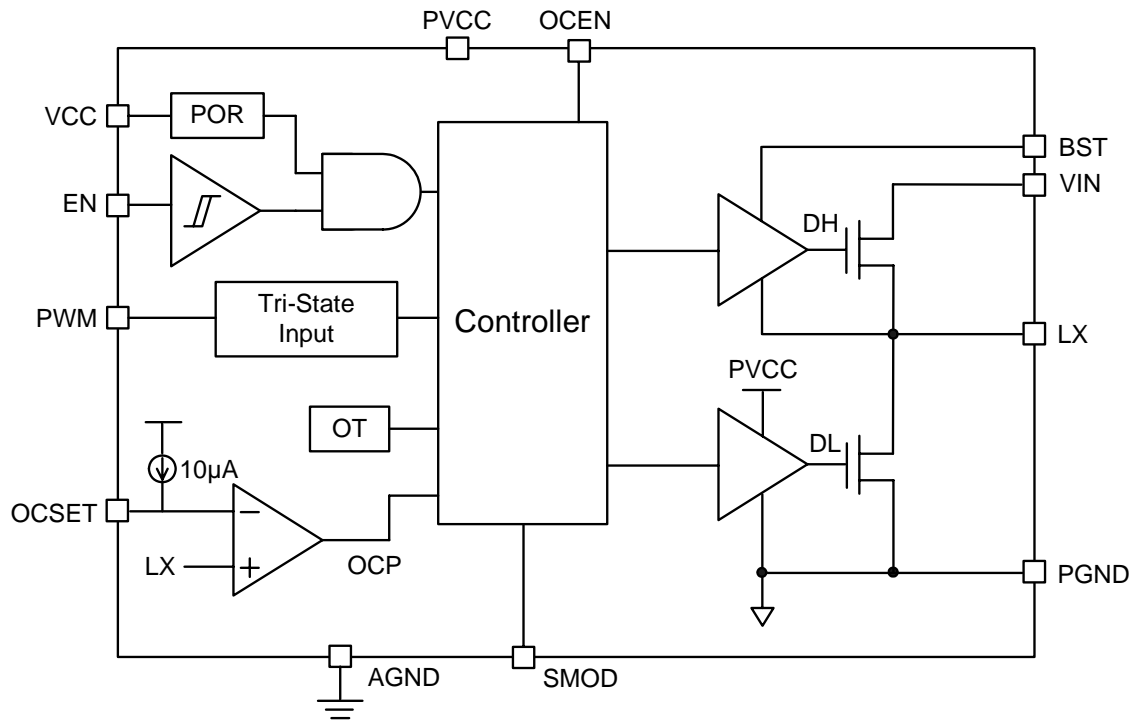 PVCC
OCEN
VCC
POR
BST
VIN
EN
DH
PWM
Tri-State
Input
Controller
LX
PVCC
OT
DL
10µA
OCSET
−
LX
+
OCP
PGND
AGND
SMOD